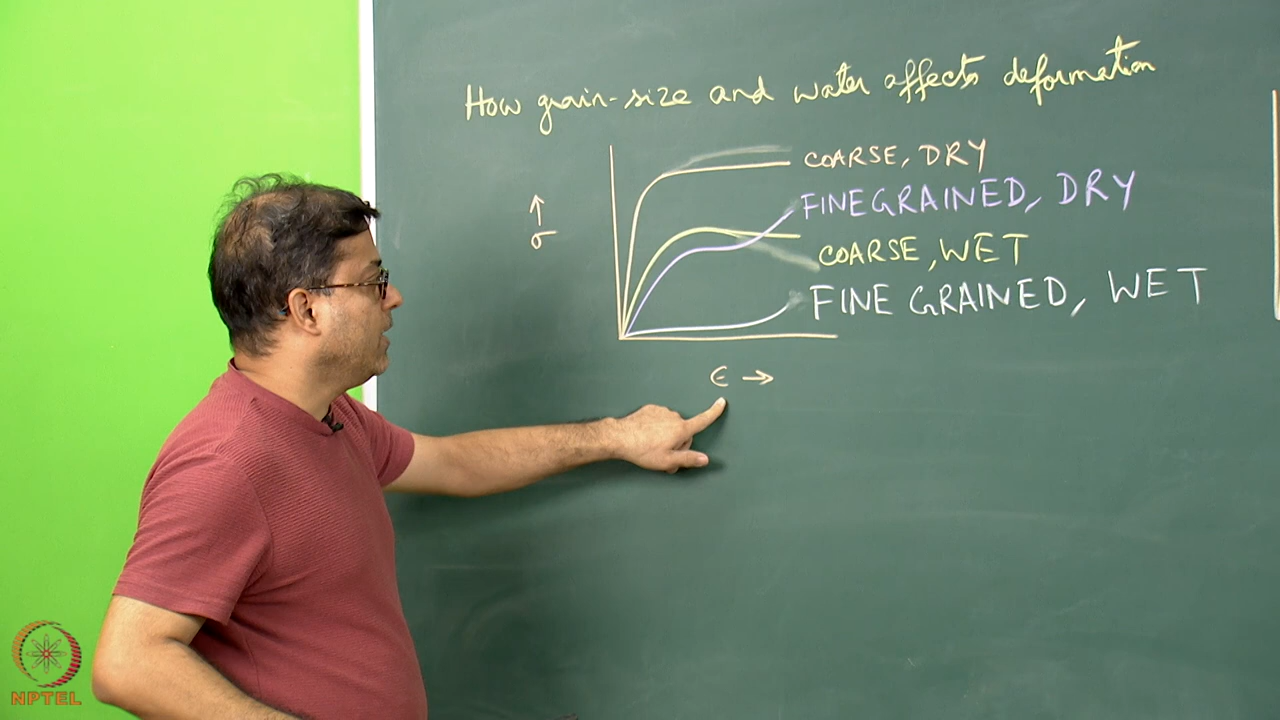 How grain-size and water affects deformation
COARSE, DRY
FINEGRAINED, DRY
↑
σ
COARSE, WET
FINE GRAINED, WET
ϵ →
NPTEL